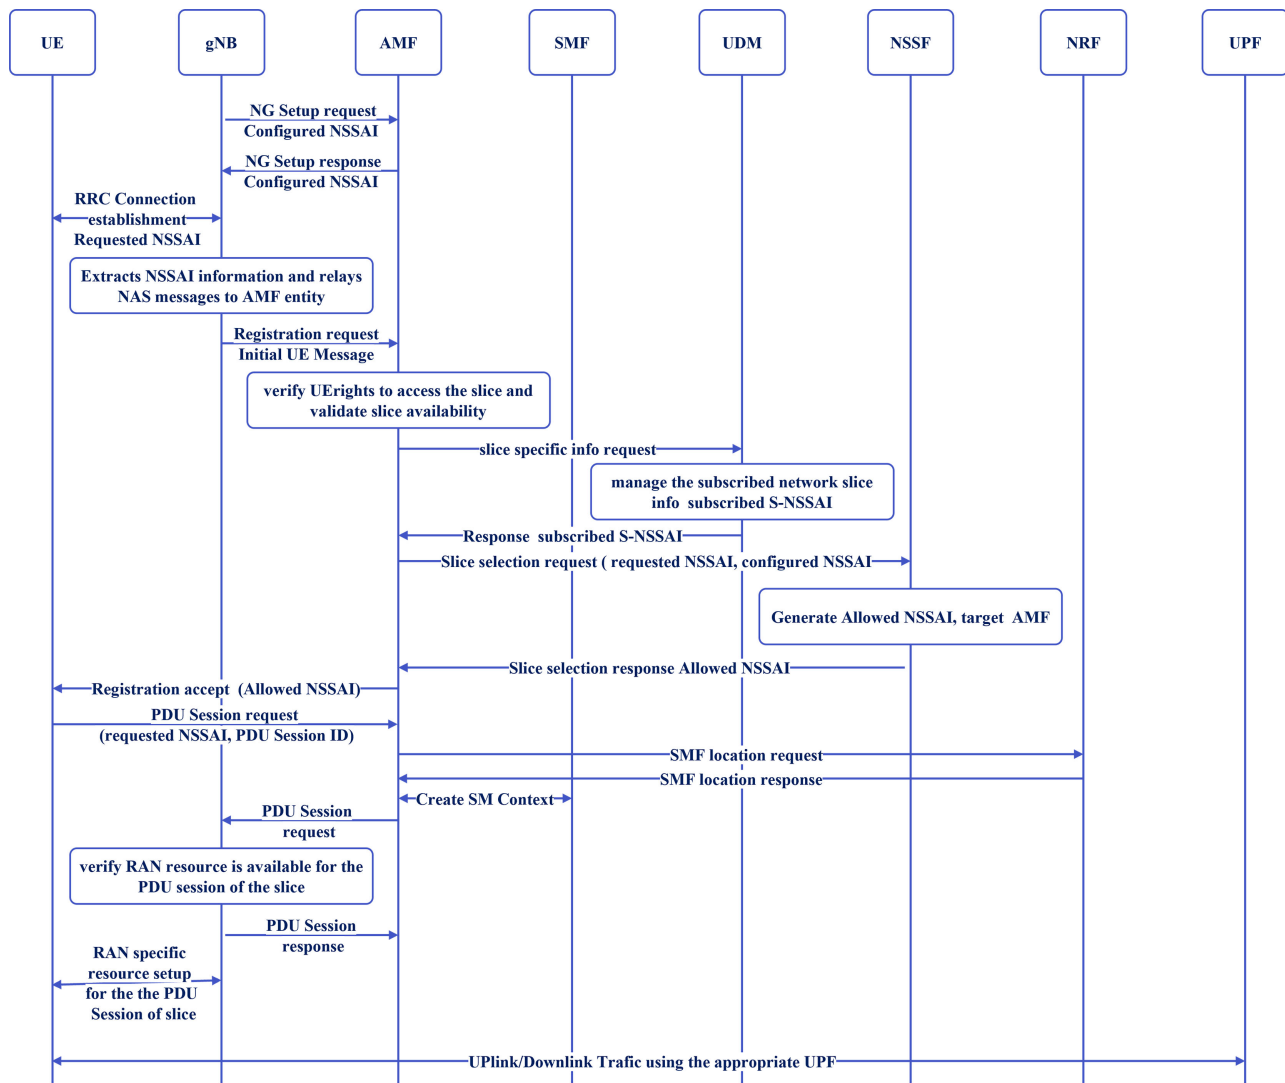 UE
gNB
AMF
SMF
UDM
NSSF
NRF
UPF
NG Setup request
Configured NSSAI
NG Setup response
Configured NSSAI
RRC Connection
establishment
Requested NSSAI
Extracts NSSAI information and relays
NAS messages to AMF entity
Registration request
Initial UE Message
verify UErights to access the slice and
validate slice availability
slice specific info request
manage the subscribed network slice
info subscribed S-NSSAI
Response subscribed S-NSSAI
Slice selection request ( requested NSSAI, configured NSSAI
Generate Allowed NSSAI, target AMF
Slice selection response Allowed NSSAI
Registration accept (Allowed NSSAI)
PDU Session request
(requested NSSAI, PDU Session ID)
SMF location request
SMF location response
Create SM Context
PDU Session
request
verify RAN resource is available for the
PDU session of the slice
PDU Session
response
RAN specific
resource setup
for the the PDU
Session of slice
UPlink/Downlink Trafic using the appropriate UPF